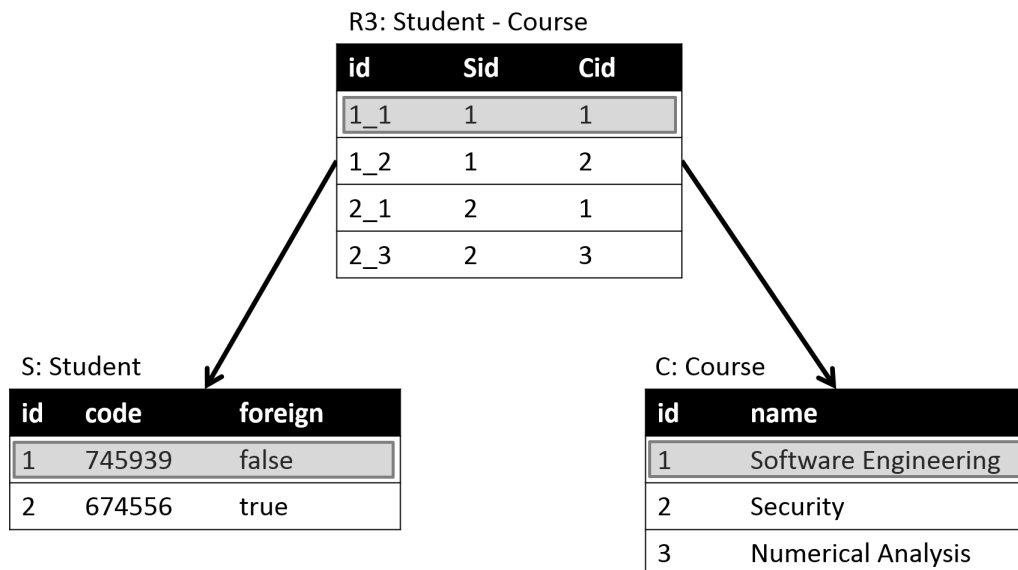 R3: Student - Course
id Sid Cid
1_1 1 1
1_2 1 2
2_1 2 1
2_3 2 3
S: Student
id code foreign
1 745939 false
2 674556 true
C: Course
id name
1 Software Engineering
2 Security
3 Numerical Analysis